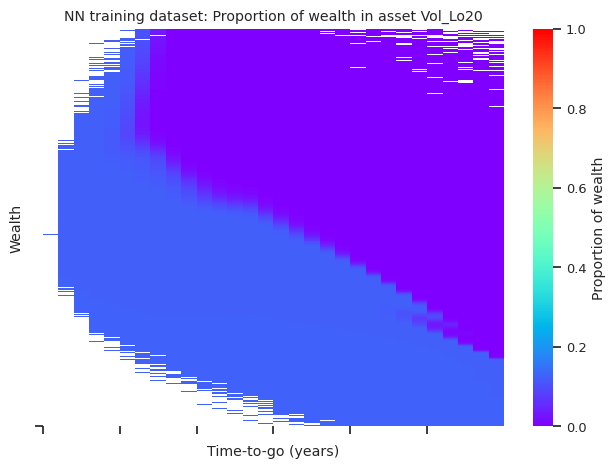 NN training dataset: Proportion of wealth in asset Vol_Lo20
Wealth
Time-to-go (years)
1.0
0.8
0.6
0.4
0.2
0.0
Proportion of wealth